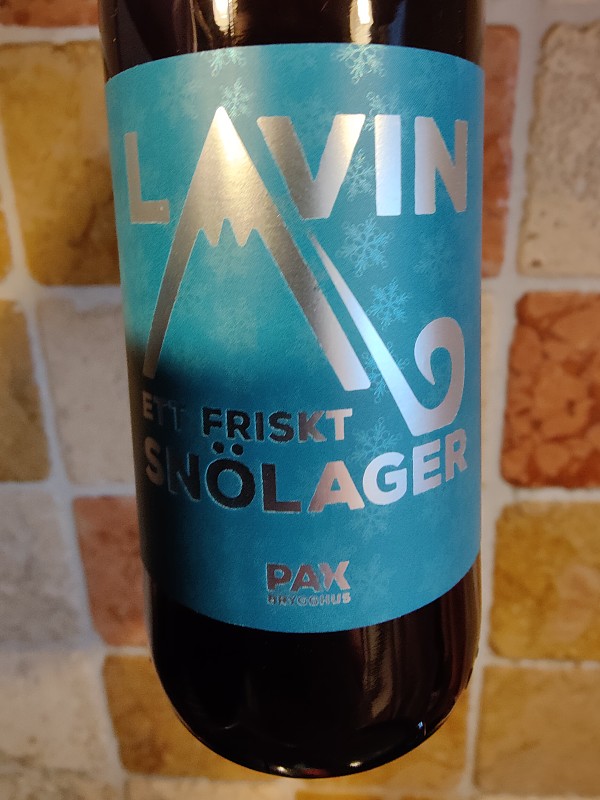 LAVIN
ETT FRISKT
SNÖLAGER
PAX
BRYGGHUS